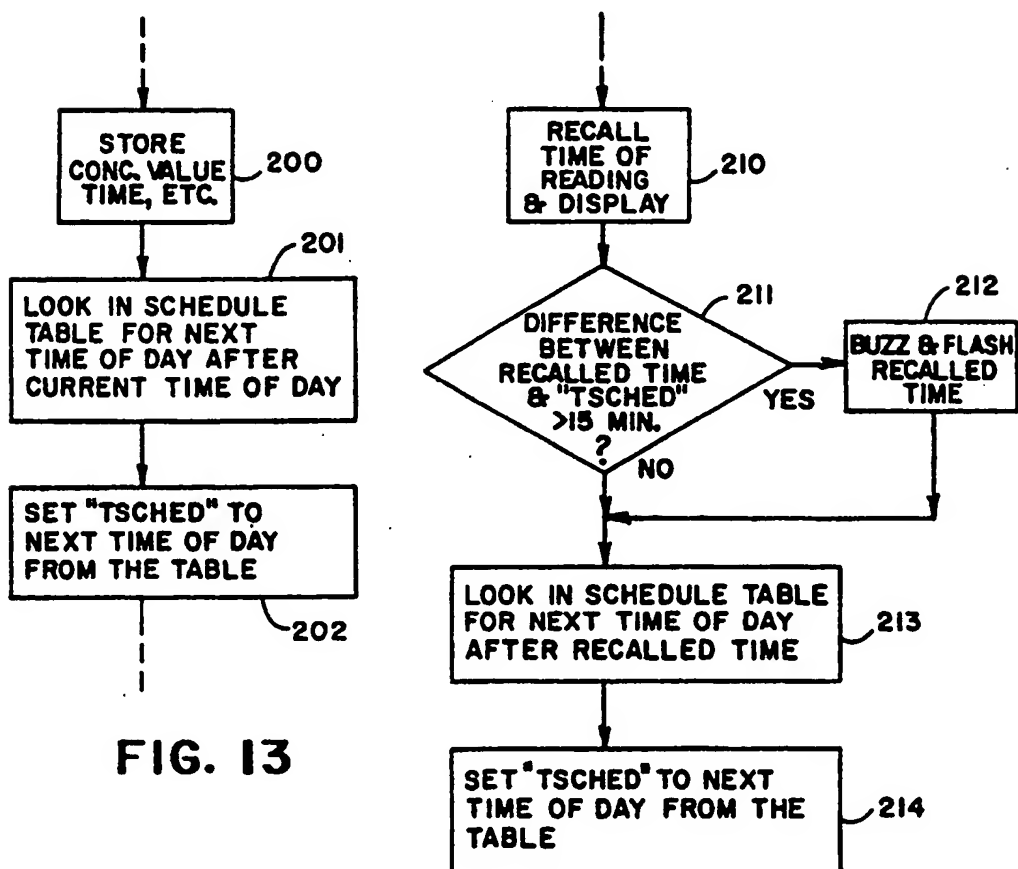 STORE
CONC. VALUE
TIME, ETC.
200
201
LOOK IN SCHEDULE
TABLE FOR NEXT
TIME OF DAY AFTER
CURRENT TIME OF DAY
SET "TSCHED" TO
NEXT TIME OF DAY
FROM THE TABLE
202
FIG. 13
RECALL
TIME OF
READING
& DISPLAY
210
211
DIFFERENCE
BETWEEN
RECALLED TIME
& "TSCHED"
>15 MIN.
?
YES
NO
212
BUZZ & FLASH
RECALLED
TIME
LOOK IN SCHEDULE TABLE
FOR NEXT TIME OF DAY
AFTER RECALLED TIME
213
SET "TSCHED" TO NEXT
TIME OF DAY FROM THE
TABLE
214